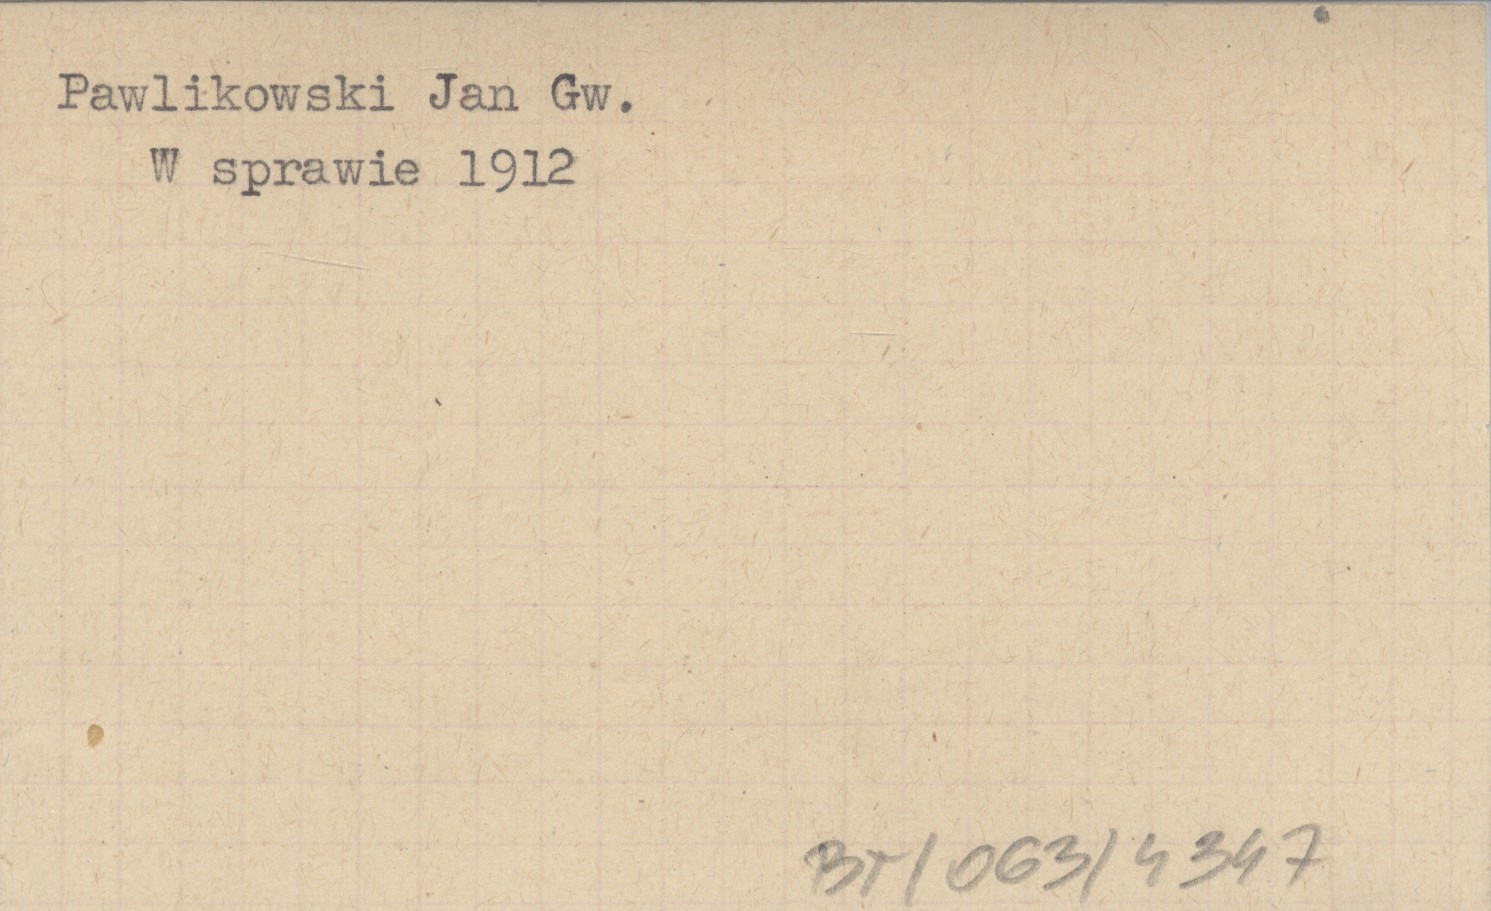 Pawlikowski Jan Gw.
W sprawie 1912
BT/063/4347